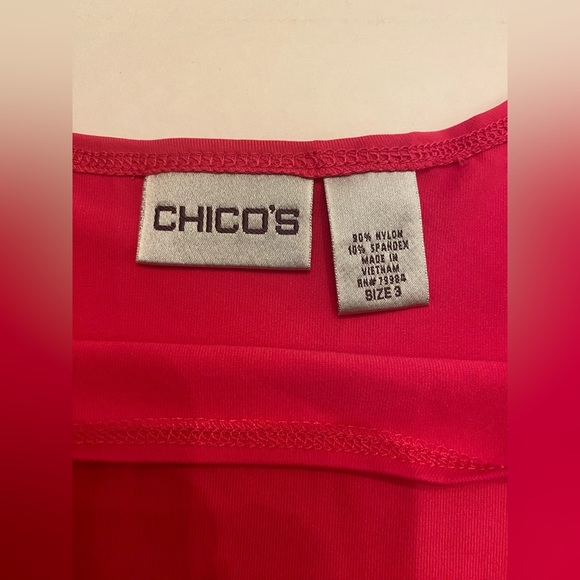 CHICO'S
90% NYLON
10% SPANDEX
MADE IN
VIETNAM
RN# 79984
SIZE 3